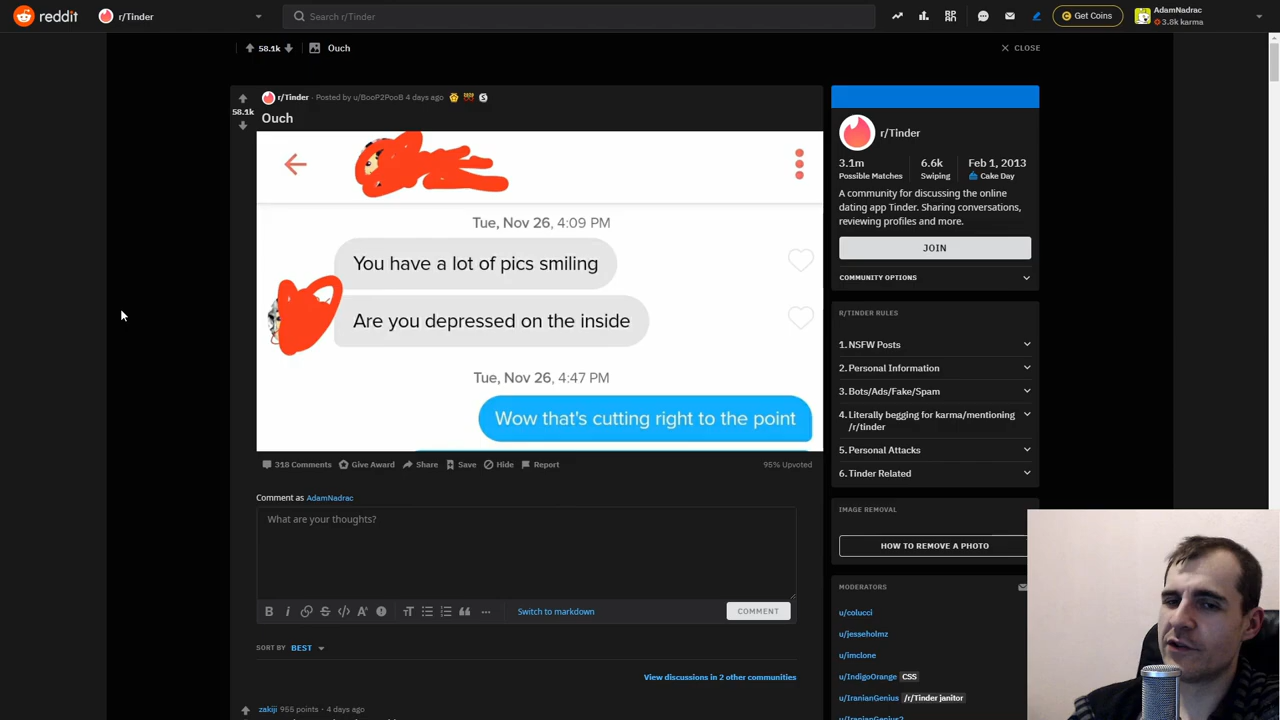 reddit r/Tinder Search r/Tinder Get Coins AdamNadrac
3.8k karma
58.1k Ouch CLOSE
r/Tinder · Posted by u/BooP2PooB 4 days ago
58.1k
Ouch
Tue, Nov 26, 4:09 PM
You have a lot of pics smiling
Are you depressed on the inside
Tue, Nov 26, 4:47 PM
Wow that's cutting right to the point
318 Comments Give Award Share Save Hide Report 95% Upvoted
Comment as AdamNadrac
What are your thoughts?
B i Switch to markdown COMMENT
SORT BY BEST
View discussions in 2 other communities
zakiji 955 points · 4 days ago
r/Tinder
3.1m 6.6k Feb 1, 2013
Possible Matches Swiping Cake Day
A community for discussing the online
dating app Tinder. Sharing conversations,
reviewing profiles and more.
JOIN
COMMUNITY OPTIONS
R/TINDER RULES
1. NSFW Posts
2. Personal Information
3. Bots/Ads/Fake/Spam
4. Literally begging for karma/mentioning
/r/tinder
5. Personal Attacks
6. Tinder Related
IMAGE REMOVAL
HOW TO REMOVE A PHOTO
MODERATORS
u/colucci
u/jesseholmz
u/imclone
u/IndigoOrange CSS
u/IranianGenius /r/Tinder janitor
u/IranianGenius2